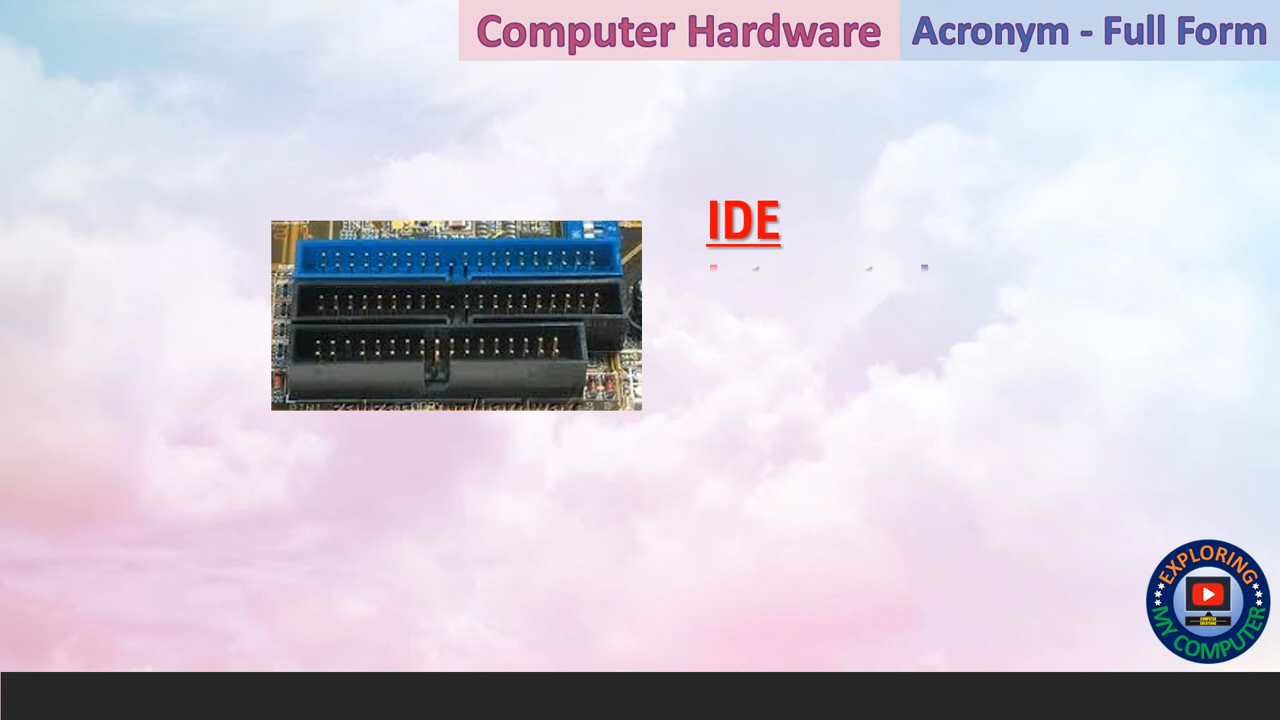 Computer Hardware
Acronym - Full Form
IDE
EXPLORING
MY COMPUTER